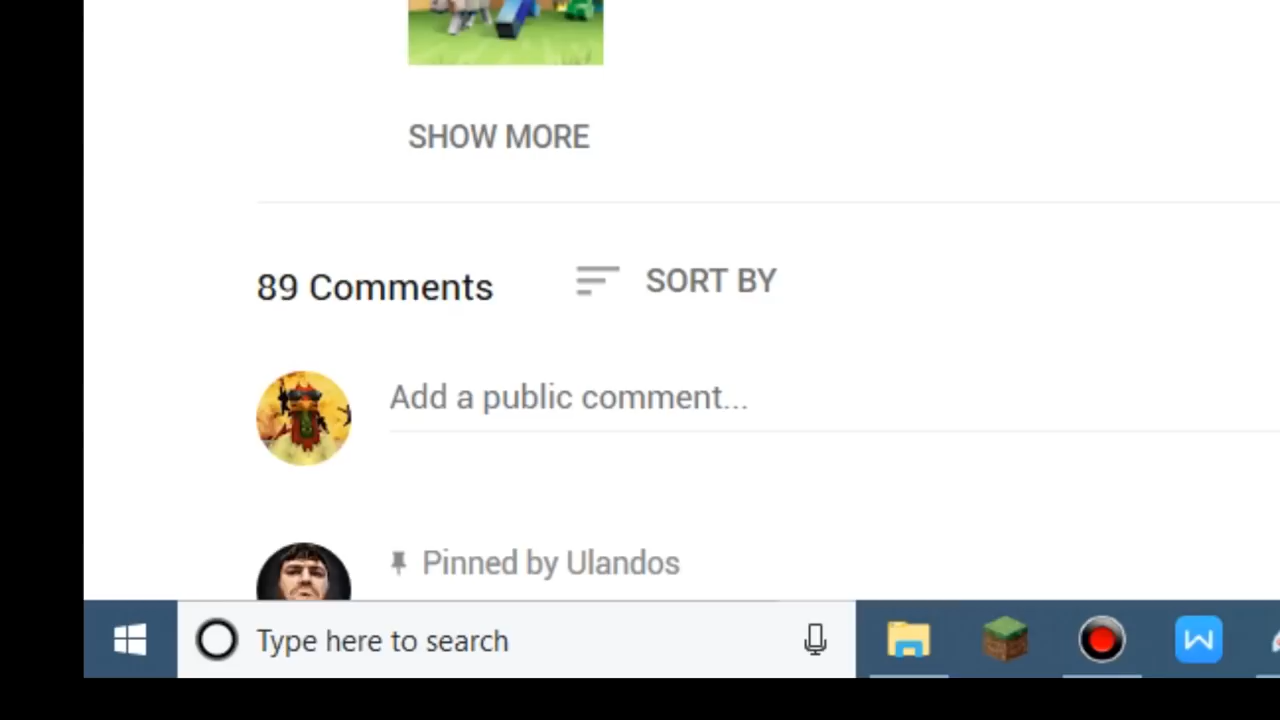 SHOW MORE
89 Comments
SORT BY
Add a public comment...
Pinned by Ulandos
Type here to search